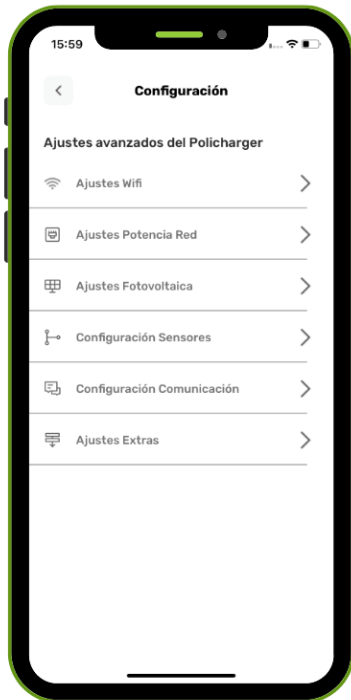 15:59
Configuración
Ajustes avanzados del Policharger
Ajustes Wifi
Ajustes Potencia Red
Ajustes Fotovoltaica
Configuración Sensores
Configuración Comunicación
Ajustes Extras